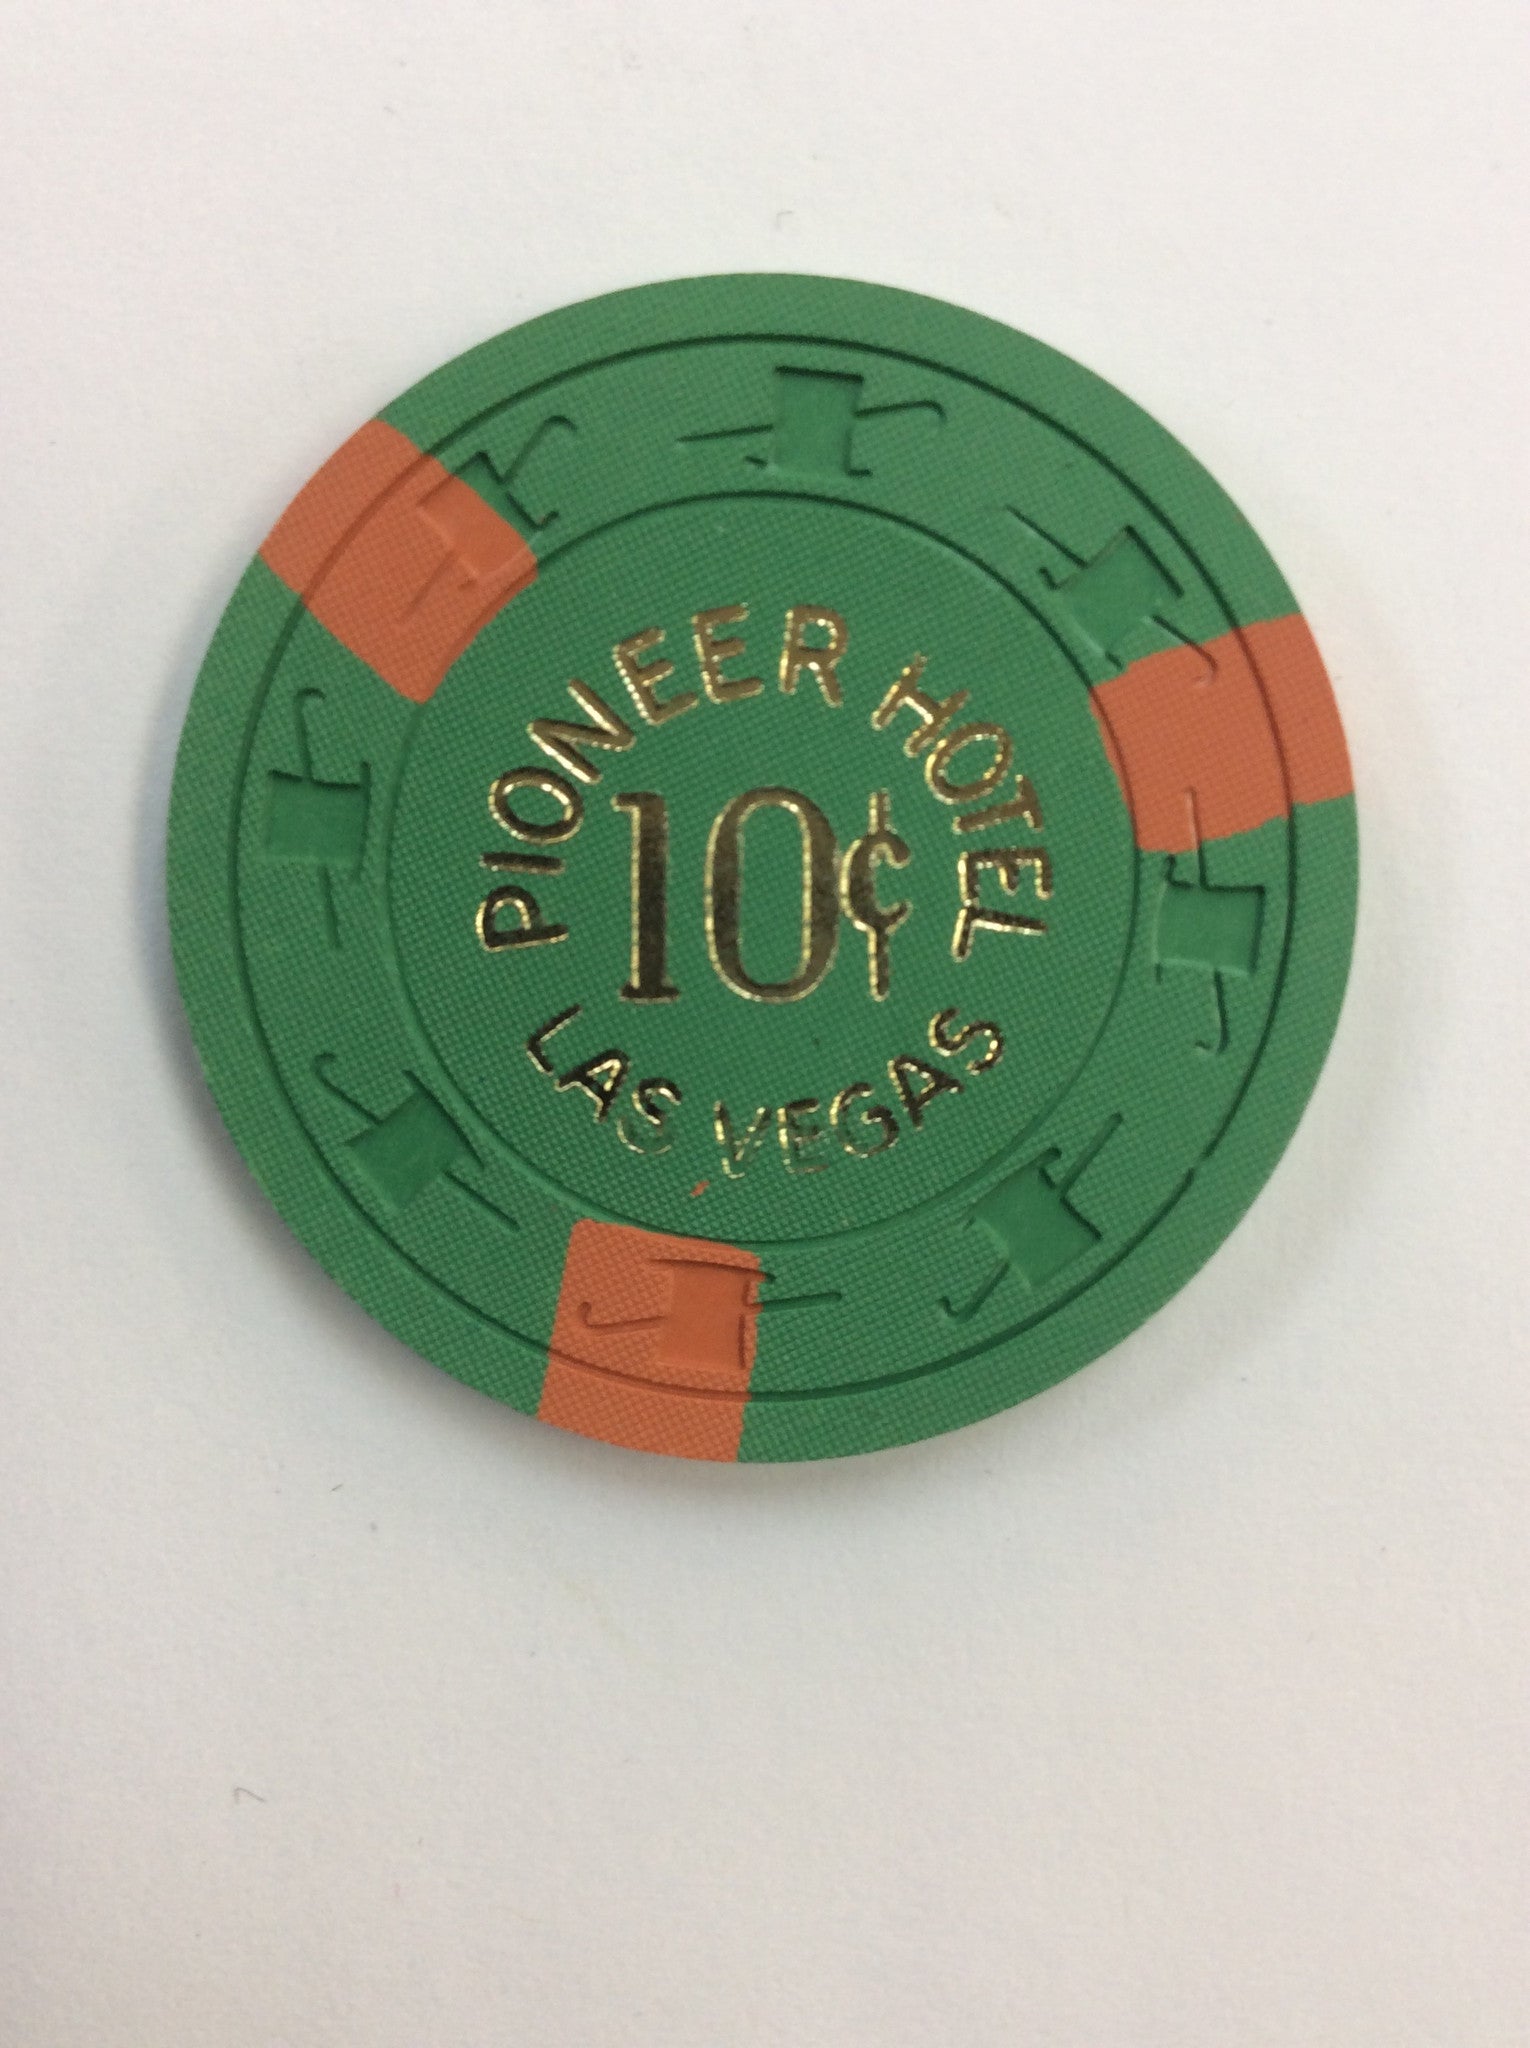 PIONEER HOTEL
10¢
LAS VEGAS